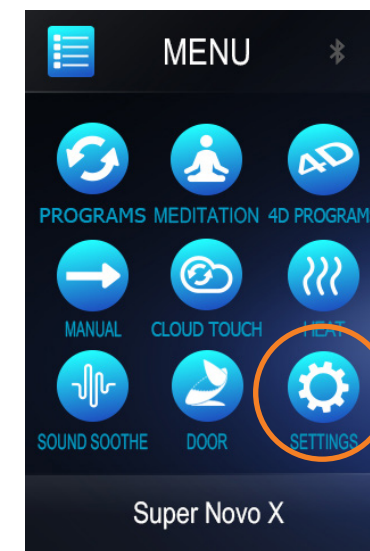 MENU
4D
PROGRAMS MEDITATION 4D PROGRAM
MANUAL CLOUD TOUCH HEAT
SOUND SOOTHE DOOR SETTINGS
Super Novo X